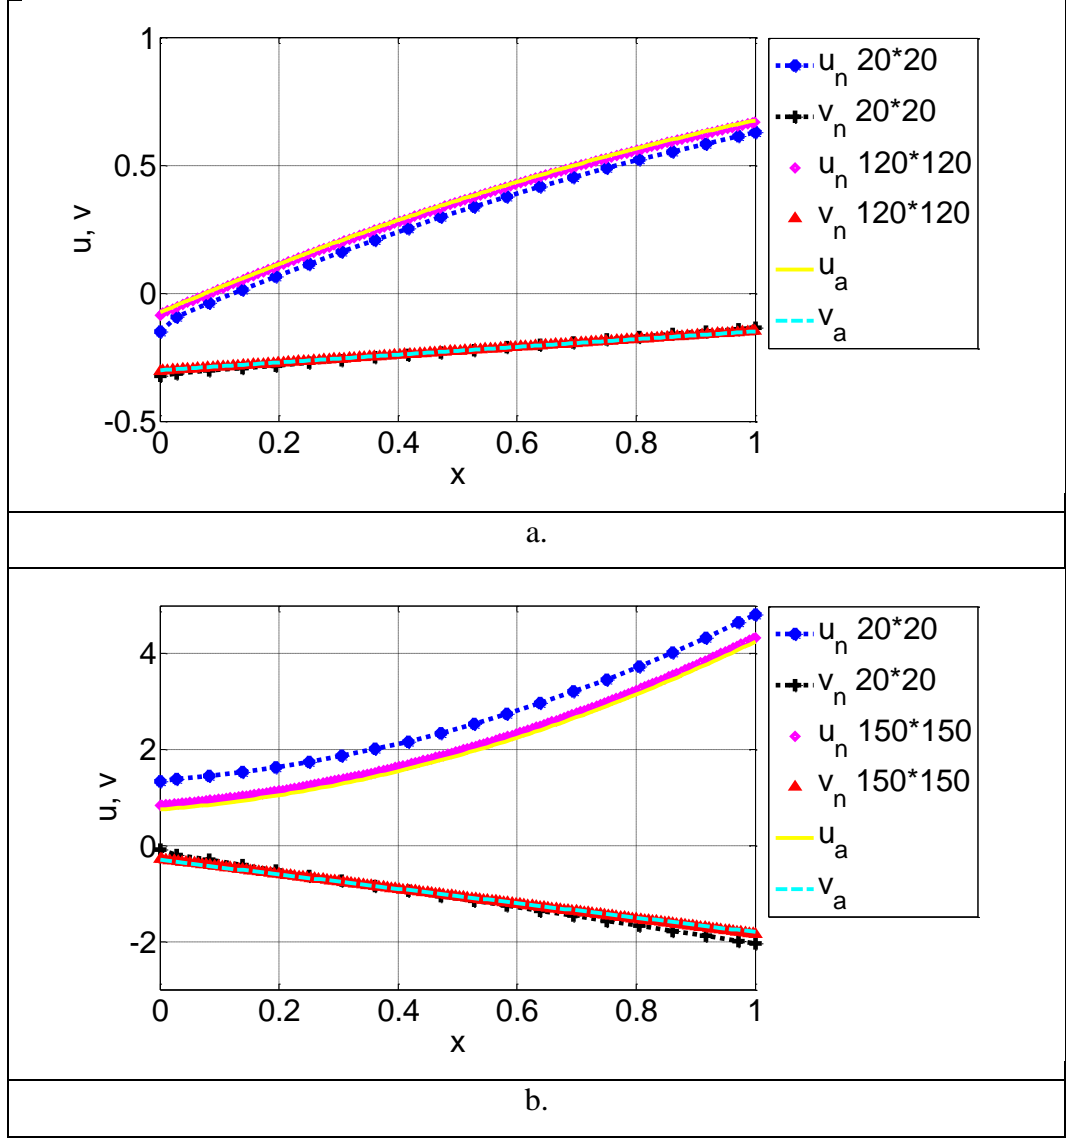 1
0.5
0
-0.5
u, v
0 0.2 0.4 0.6 0.8 1
x
u_n 20*20
v_n 20*20
u_n 120*120
v_n 120*120
u_a
v_a
a.
4
2
0
-2
u, v
0 0.2 0.4 0.6 0.8 1
x
u_n 20*20
v_n 20*20
u_n 150*150
v_n 150*150
u_a
v_a
b.